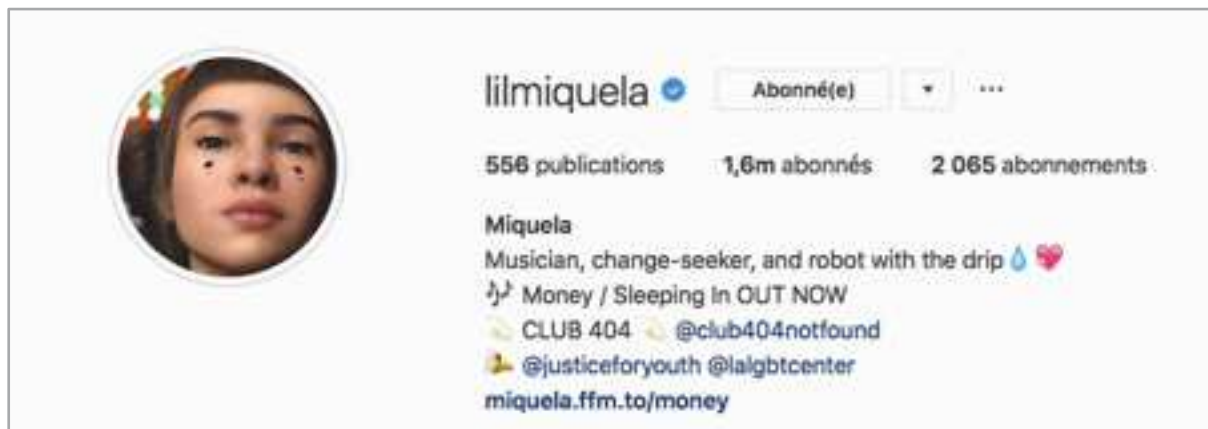 lilmiquela Abonné(e) ▾ ...
556 publications 1,6m abonnés 2 065 abonnements
Miquela
Musician, change-seeker, and robot with the drip💧💖
🎶 Money / Sleeping In OUT NOW
💫 CLUB 404 💫 @club404notfound
@justiceforyouth @lalgbtcenter
miquela.ffm.to/money